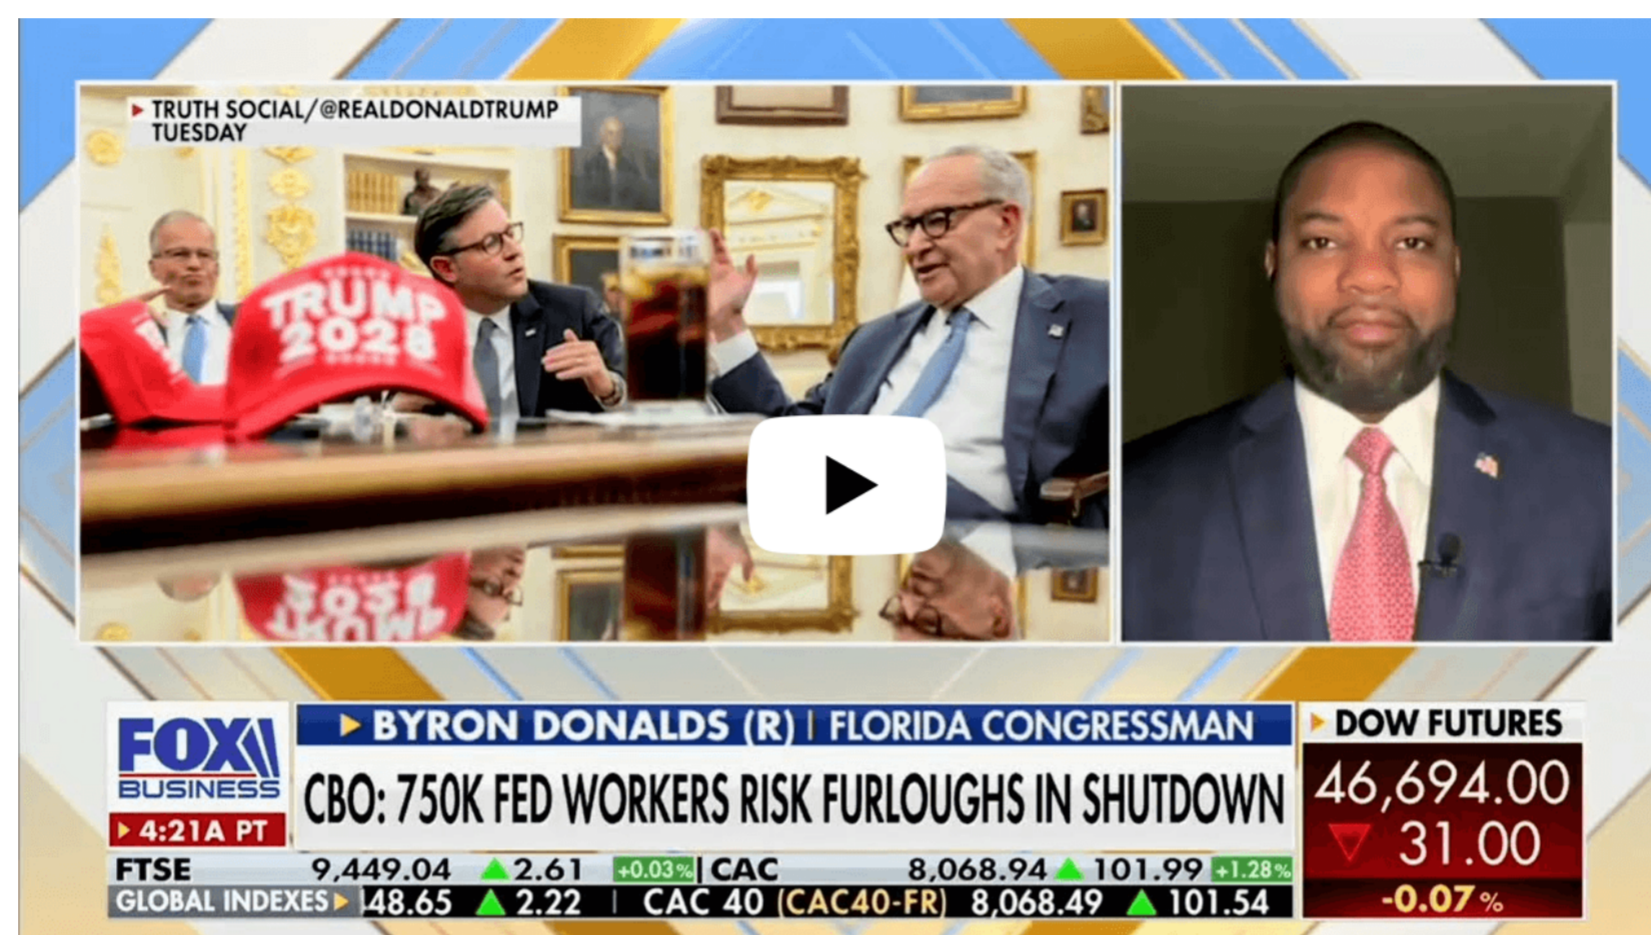 TRUTH SOCIAL/@REALDONALDTRUMP
TUESDAY
TRUMP
2028
BYRON DONALDS (R) | FLORIDA CONGRESSMAN
CBO: 750K FED WORKERS RISK FURLOUGHS IN SHUTDOWN
FOX
BUSINESS
4:21A PT
DOW FUTURES
46,694.00
31.00
-0.07%
FTSE 9,449.04 2.61 +0.03% | CAC 8,068.94 101.99 +1.28%
GLOBAL INDEXES 48.65 2.22 | CAC 40 (CAC40-FR) 8,068.49 101.54